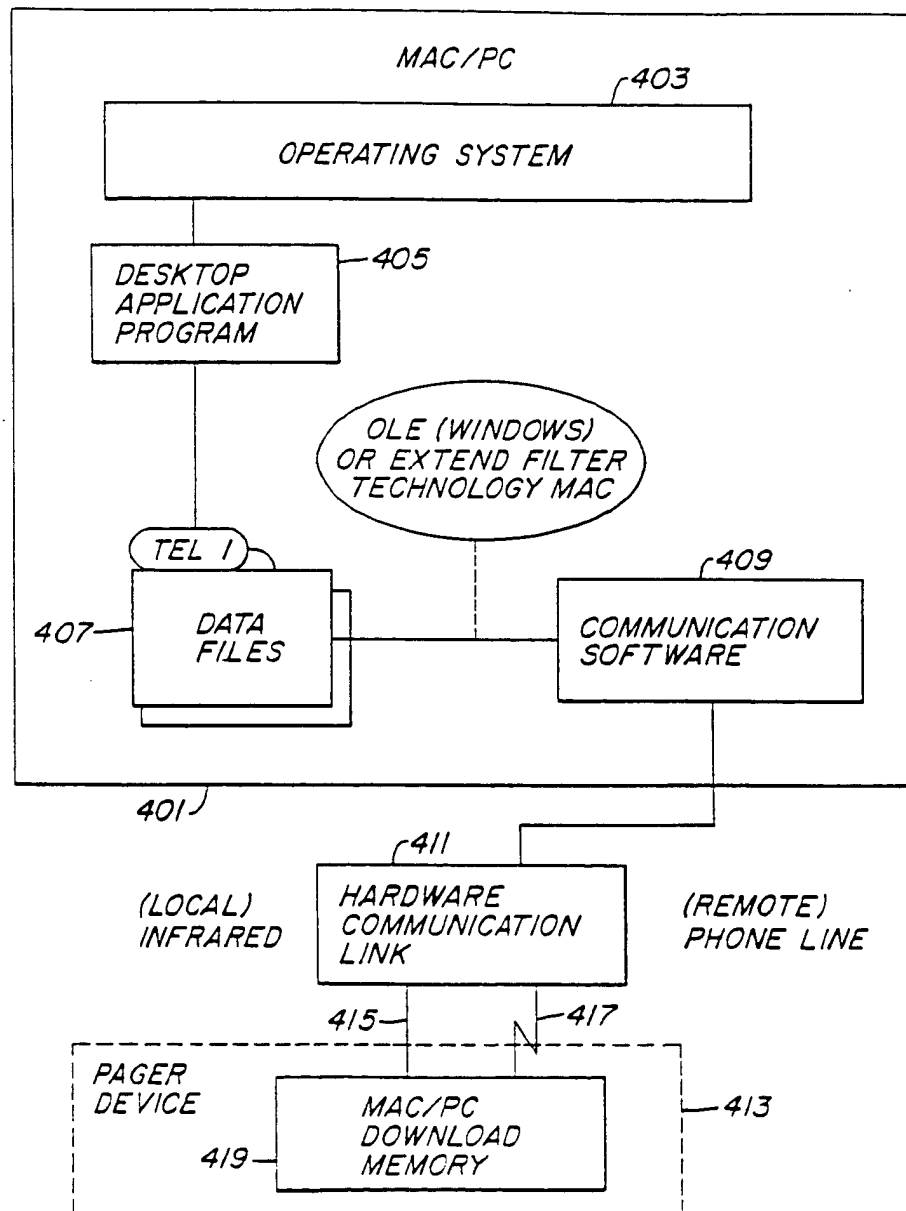 MAC/PC
403
OPERATING SYSTEM
405
DESKTOP
APPLICATION
PROGRAM
OLE (WINDOWS)
OR EXTEND FILTER
TECHNOLOGY MAC
TEL 1
409
407
DATA
FILES
COMMUNICATION
SOFTWARE
401
411
(LOCAL)
INFRARED
HARDWARE
COMMUNICATION
LINK
(REMOTE)
PHONE LINE
415
417
PAGER
DEVICE
413
MAC/PC
DOWNLOAD
MEMORY
419